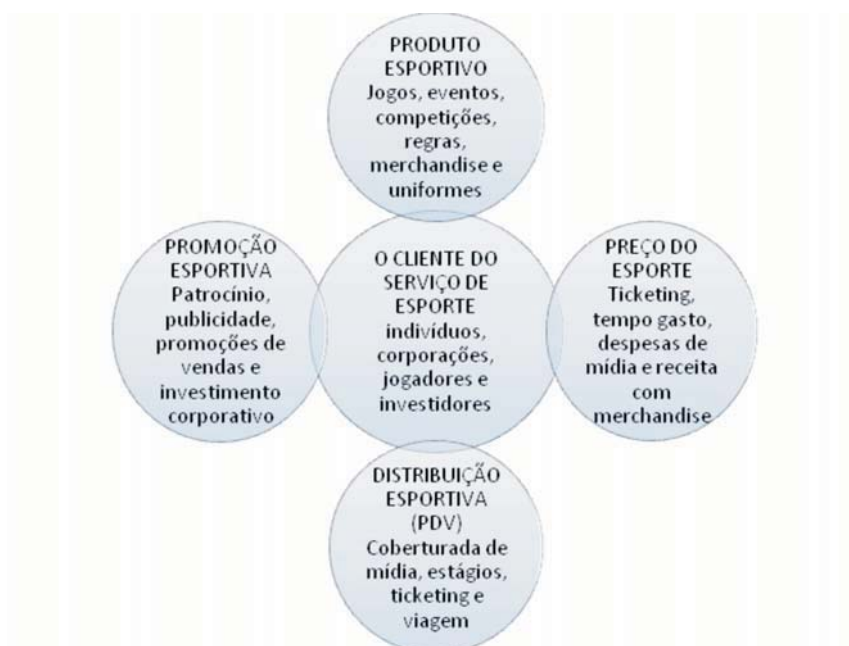 PRODUTO
ESPORTIVO
Jogos, eventos,
competições,
regras,
merchandise e
uniformes
PROMOÇÃO
ESPORTIVA
Patrocínio,
publicidade,
promoções de
vendas e
investimento
corporativo
O CLIENTE DO
SERVIÇO DE
ESPORTE
indivíduos,
corporações,
jogadores e
investidores
PREÇO DO
ESPORTE
Ticketing,
tempo gasto,
despesas de
mídia e receita
com
merchandise
DISTRIBUIÇÃO
ESPORTIVA
(PDV)
Coberturada de
mídia, estágios,
ticketing e
viagem